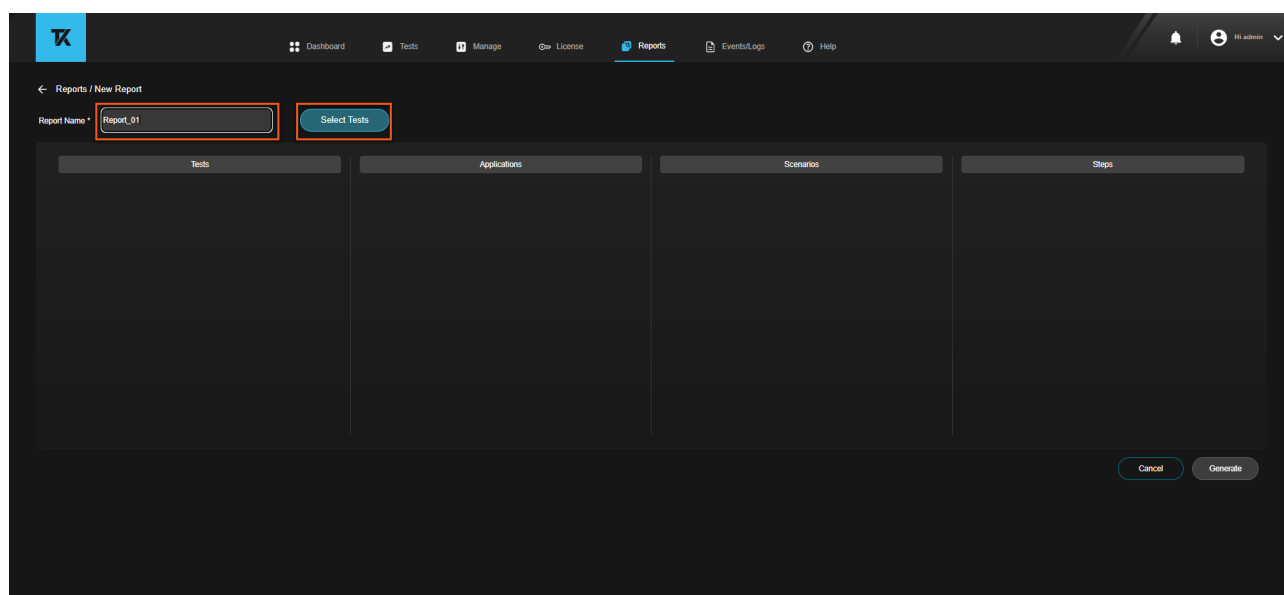 TK
Dashboard Tests Manage License Reports Events/Logs Help Hi admin
Reports / New Report
Report Name * Report_01 Select Tests
Tests Applications Scenarios Steps
Cancel Generate